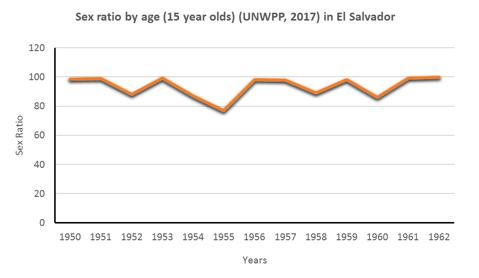 Sex ratio by age (15 year olds) (UNWPP, 2017) in El Salvador
120
100
80
60
40
20
0
Sex Ratio
1950 1951 1952 1953 1954 1955 1956 1957 1958 1959 1960 1961 1962
Years